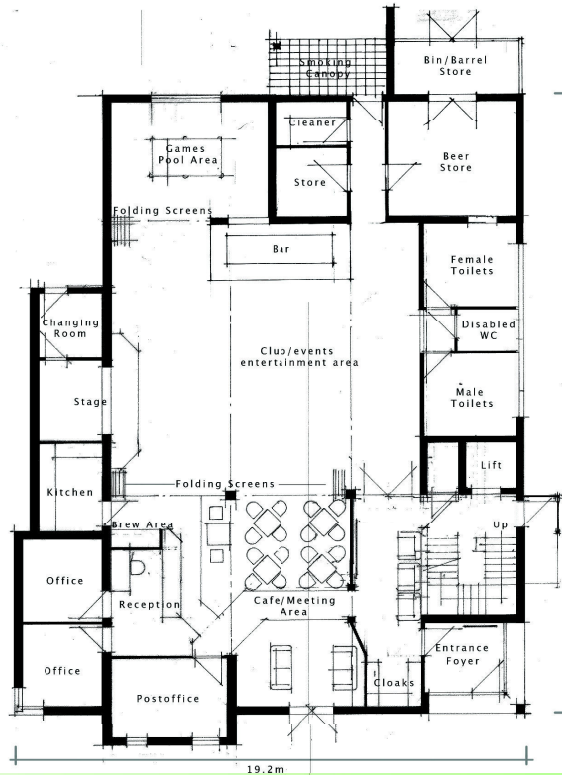 Smoking
Canopy
Bin/Barrel
Store
Cleaner
Games
Pool Area
Beer
Store
Store
Folding Screens
Bar
Female
Toilets
Changing
Room
Disabled
WC
Club/events
entertainment area
Stage
Male
Toilets
Lift
Folding Screens
Kitchen
Brew Area
Up
Office
Reception
Cafe/Meeting
Area
Entrance
Foyer
Office
Cloaks
Postoffice
19.2m